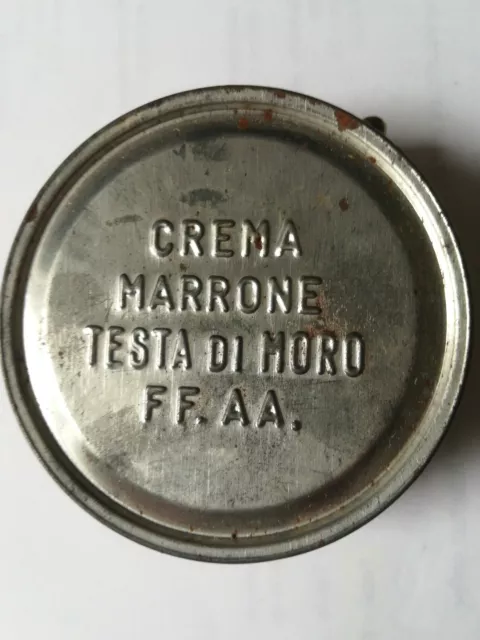 CREMA
MARRONE
TESTA DI MORO
FF. AA.